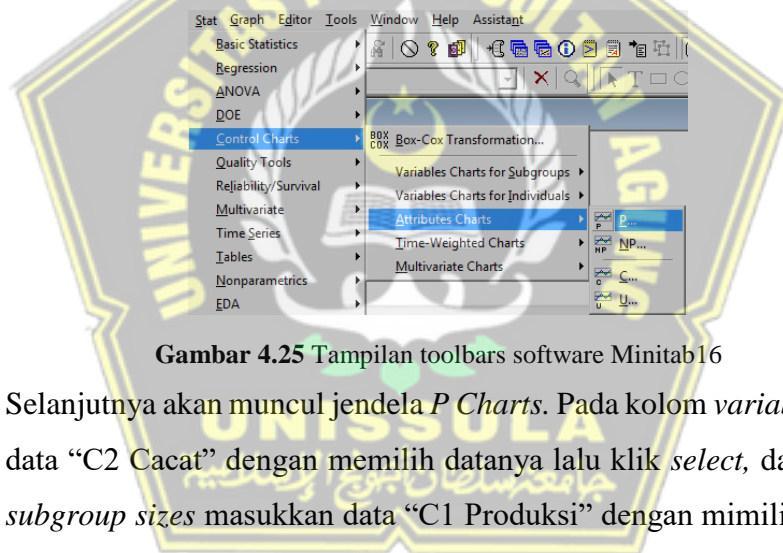 Stat Graph Editor Tools Window Help Assistant
Basic Statistics
Regression
ANOVA
DOE
Control Charts
Quality Tools
Reliability/Survival
Multivariate
Time Series
Tables
Nonparametrics
EDA
BOX COX Box-Cox Transformation...
Variables Charts for Subgroups
Variables Charts for Individuals
Attributes Charts
Time-Weighted Charts
Multivariate Charts
P P...
NP NP...
C C...
U U...
Gambar 4.25 Tampilan toolbars software Minitab16
Selanjutnya akan muncul jendela P Charts. Pada kolom varia
data “C2 Cacat” dengan memilih datanya lalu klik select, da
subgroup sizes masukkan data “C1 Produksi” dengan mimili
UNISSULA